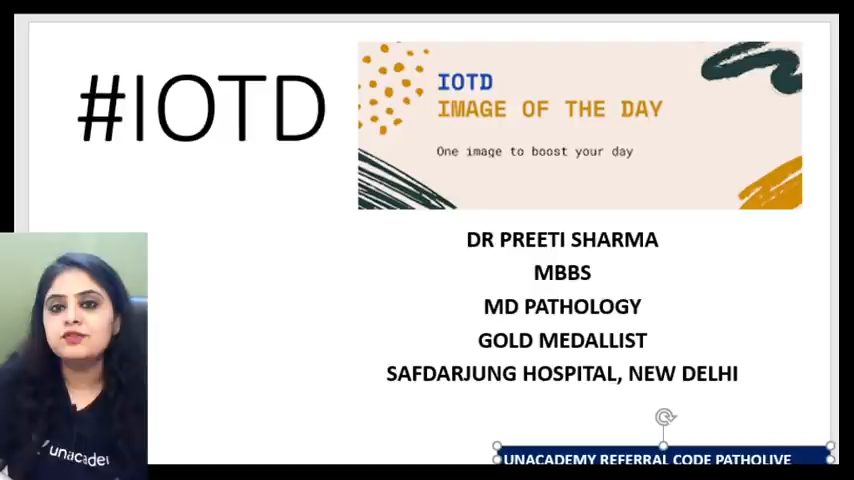 #IOTD
IOTD
IMAGE OF THE DAY
One image to boost your day
DR PREETI SHARMA
MBBS
MD PATHOLOGY
GOLD MEDALLIST
SAFDARJUNG HOSPITAL, NEW DELHI
UNACADEMY REFERRAL CODE PATHOLIVE